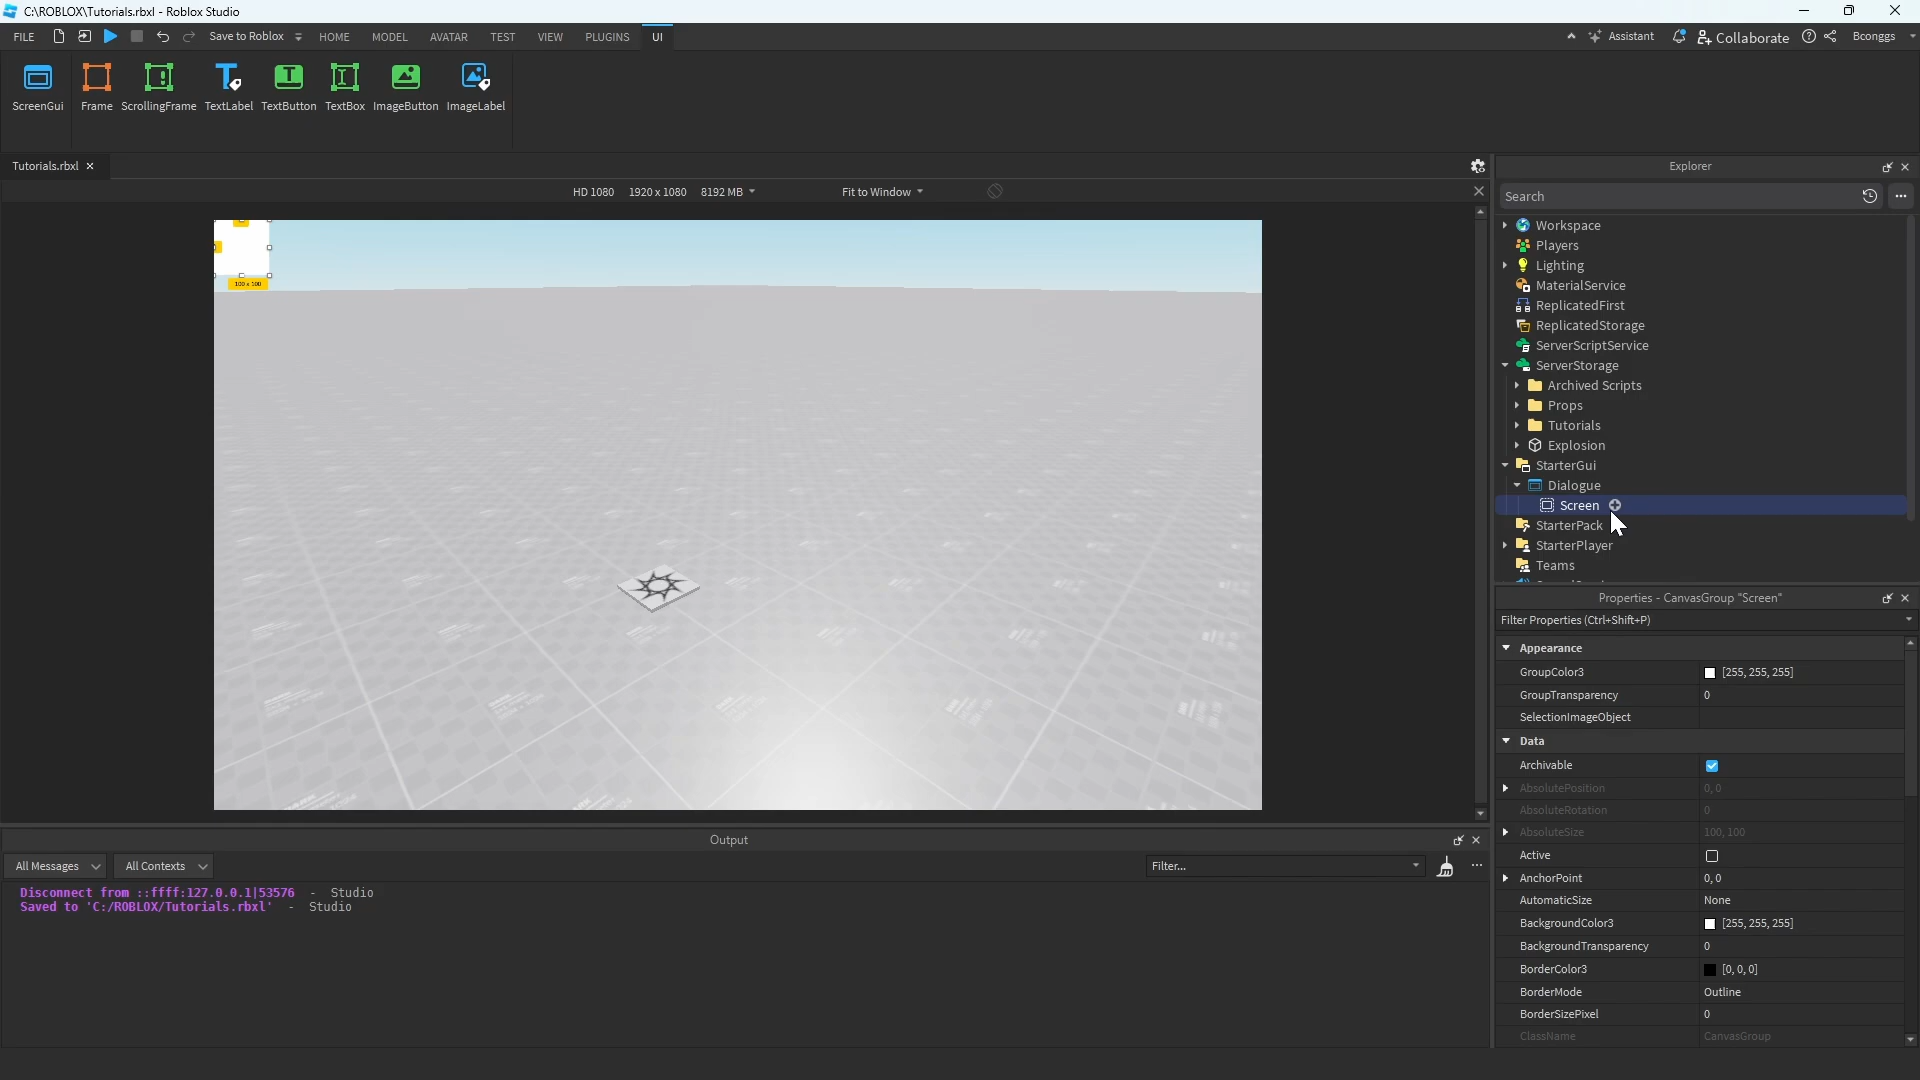 C:\ROBLOX\Tutorials.rbxl - Roblox Studio
FILE Save to Roblox HOME MODEL AVATAR TEST VIEW PLUGINS UI Assistant Collaborate Bconggs
ScreenGui Frame ScrollingFrame TextLabel TextButton TextBox ImageButton ImageLabel
Tutorials.rbxl
HD 1080 1920 x 1080 8192 MB Fit to Window
100 x 100
Explorer
Search
Workspace
Players
Lighting
MaterialService
ReplicatedFirst
ReplicatedStorage
ServerScriptService
ServerStorage
Archived Scripts
Props
Tutorials
Explosion
StarterGui
Dialogue
Screen
StarterPack
StarterPlayer
Teams
Properties - CanvasGroup "Screen"
Filter Properties (Ctrl+Shift+P)
Appearance
GroupColor3 [255, 255, 255]
GroupTransparency 0
SelectionImageObject
Data
Archivable
AbsolutePosition 0, 0
AbsoluteRotation 0
AbsoluteSize 100, 100
Active
AnchorPoint 0, 0
AutomaticSize None
BackgroundColor3 [255, 255, 255]
BackgroundTransparency 0
BorderColor3 [0, 0, 0]
BorderMode Outline
BorderSizePixel 0
ClassName CanvasGroup
Output
All Messages All Contexts Filter...
Disconnect from ::ffff:127.0.0.1|53576 - Studio
Saved to 'C:/ROBLOX/Tutorials.rbxl' - Studio